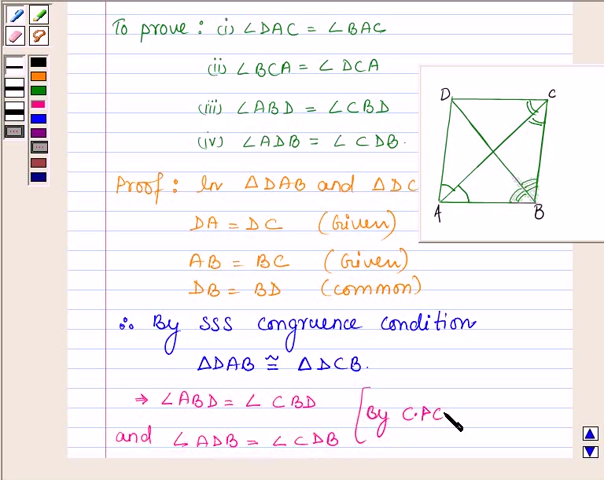 To prove : (i) ∠DAC = ∠BAC
(ii) ∠BCA = ∠DCA
(iii) ∠ABD = ∠CBD
(iv) ∠ADB = ∠CDB.
D C
A B
Proof : In ΔDAB and ΔDC
DA = DC (Given)
AB = BC (Given)
DB = BD (common)
∴ By SSS congruence condition
ΔDAB ≅ ΔDCB.
⇒ ∠ABD = ∠CBD [By C.PC
and ∠ADB = ∠CDB